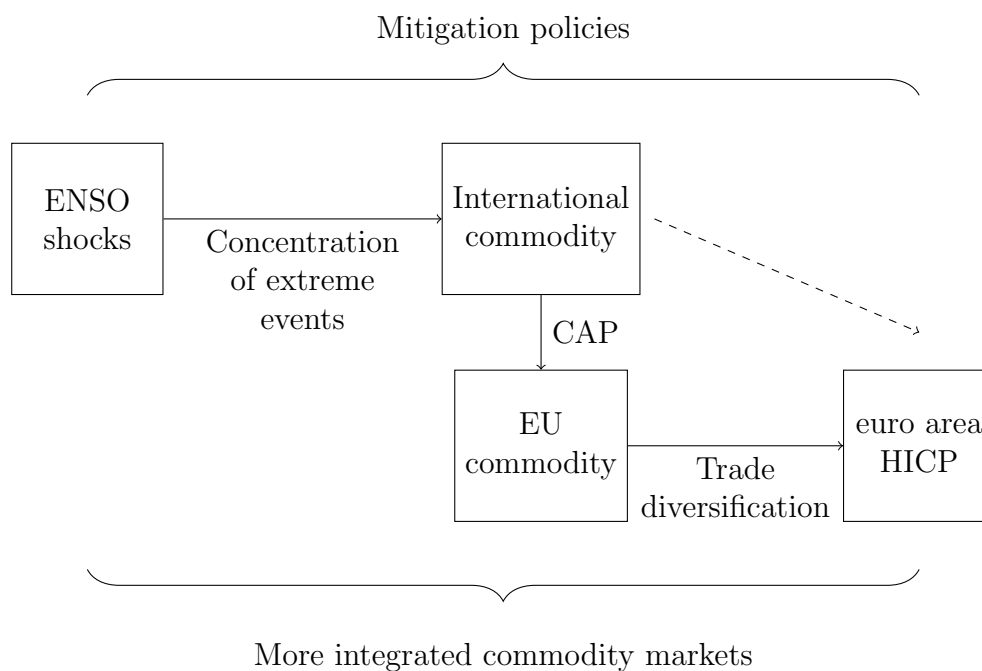 Mitigation policies
ENSO
shocks
Concentration
of extreme
events
International
commodity
CAP
EU
commodity
Trade
diversification
euro area
HICP
More integrated commodity markets